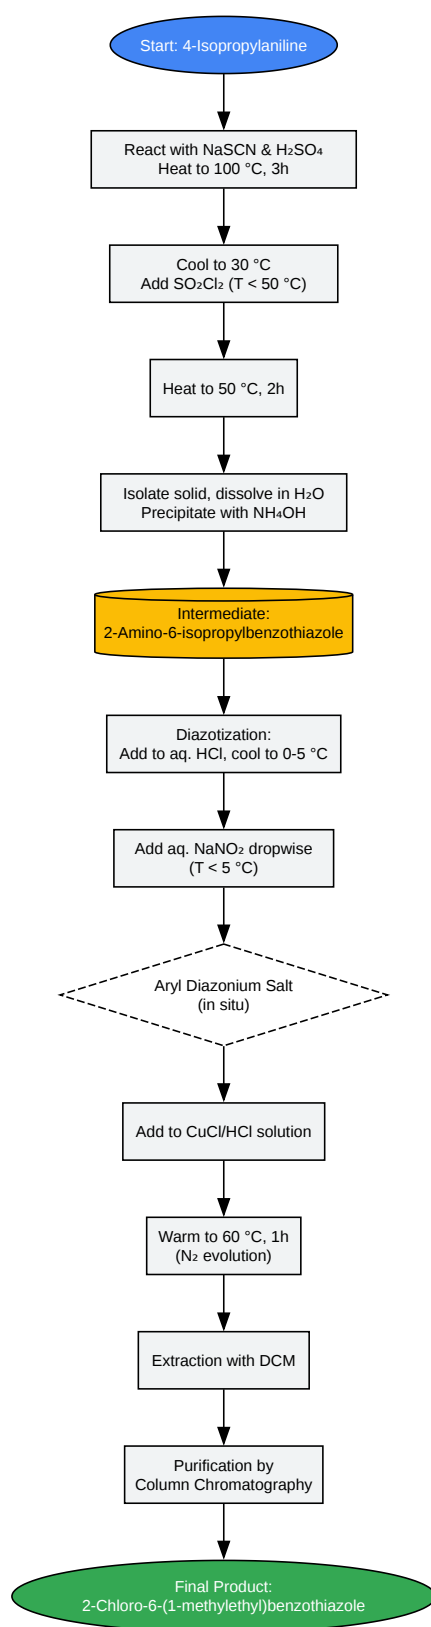 Start: 4-Isopropylaniline
React with NaSCN & H₂SO₄
Heat to 100 °C, 3h
Cool to 30 °C
Add SO₂Cl₂ (T < 50 °C)
Heat to 50 °C, 2h
Isolate solid, dissolve in H₂O
Precipitate with NH₄OH
Intermediate:
2-Amino-6-isopropylbenzothiazole
Diazotization:
Add to aq. HCl, cool to 0-5 °C
Add aq. NaNO₂ dropwise
(T < 5 °C)
Aryl Diazonium Salt
(in situ)
Add to CuCl/HCl solution
Warm to 60 °C, 1h
(N₂ evolution)
Extraction with DCM
Purification by
Column Chromatography
Final Product:
2-Chloro-6-(1-methylethyl)benzothiazole